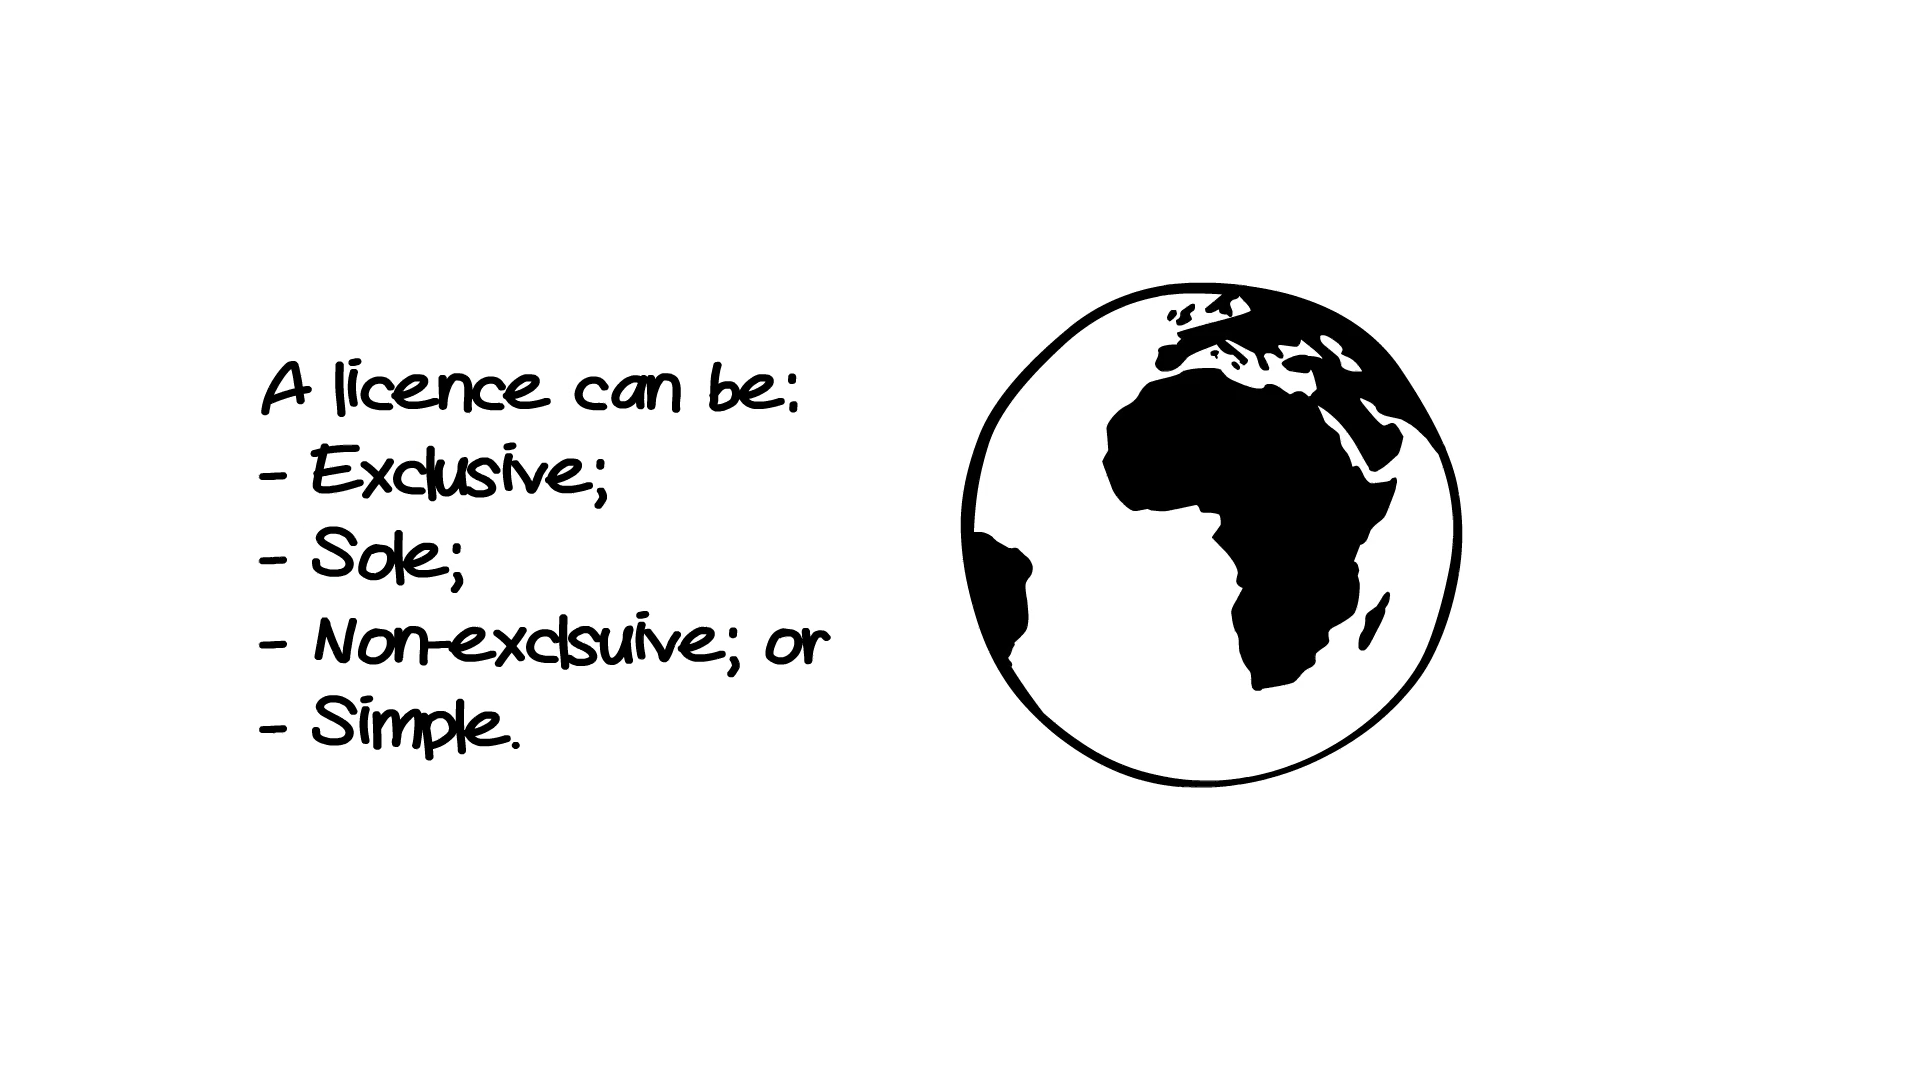 A licence can be:
- Exclusive;
- Sole;
- Non-exclsuive; or
- Simple.